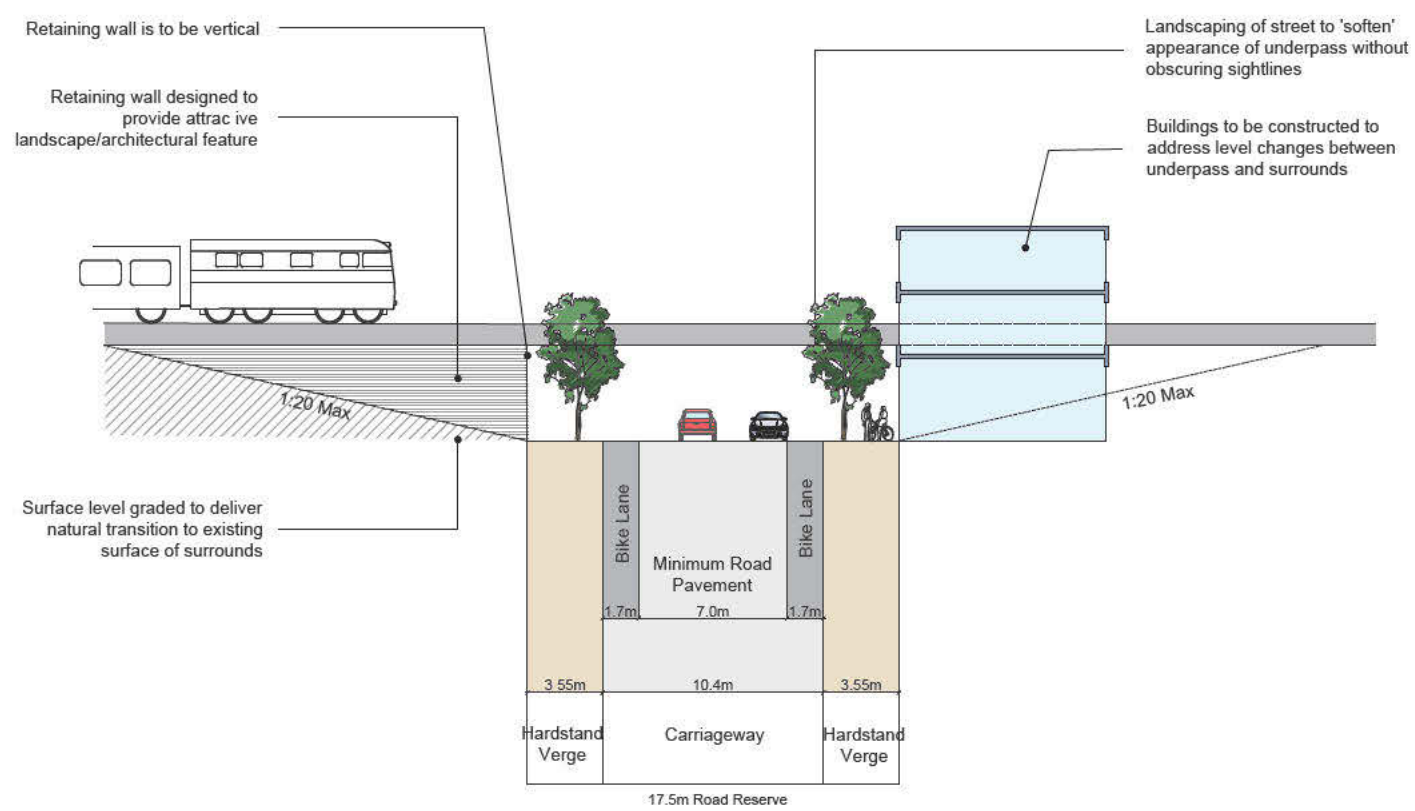 Retaining wall is to be vertical
Retaining wall designed to
provide attrac ive
landscape/architectural feature
Landscaping of street to 'soften'
appearance of underpass without
obscuring sightlines
Buildings to be constructed to
address level changes between
underpass and surrounds
1:20 Max
1:20 Max
Surface level graded to deliver
natural transition to existing
surface of surrounds
Bike Lane
Minimum Road
Pavement
Bike Lane
1.7m
7.0m
1.7m
3 55m
10.4m
3.55m
Hardstand
Verge
Carriageway
Hardstand
Verge
17.5m Road Reserve